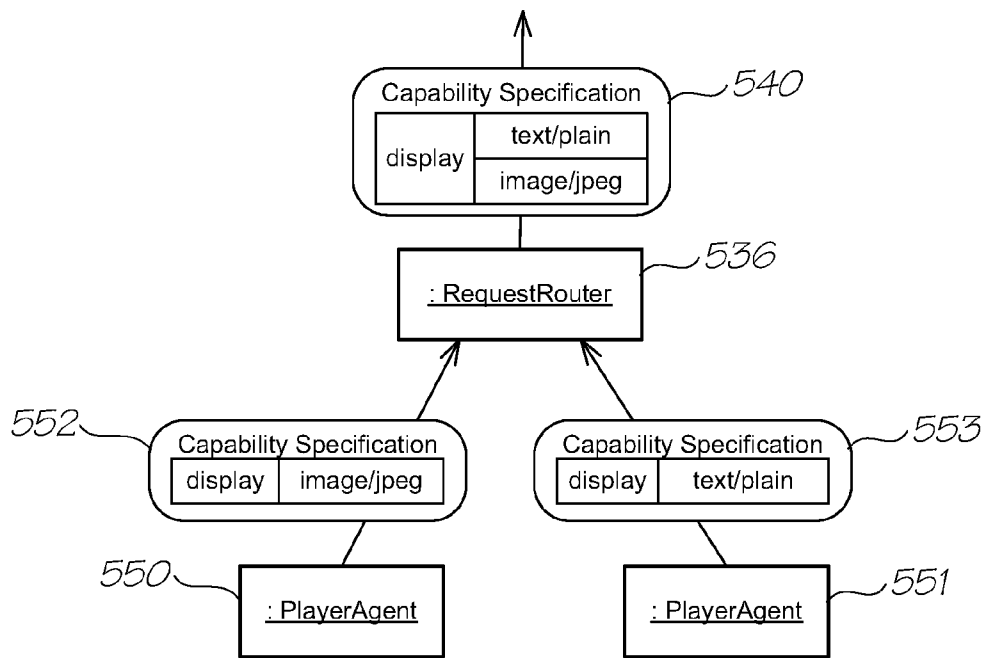 540
Capability Specification
display
text/plain
image/jpeg
536
: RequestRouter
552
Capability Specification
display image/jpeg
553
Capability Specification
display text/plain
550
: PlayerAgent
551
: PlayerAgent